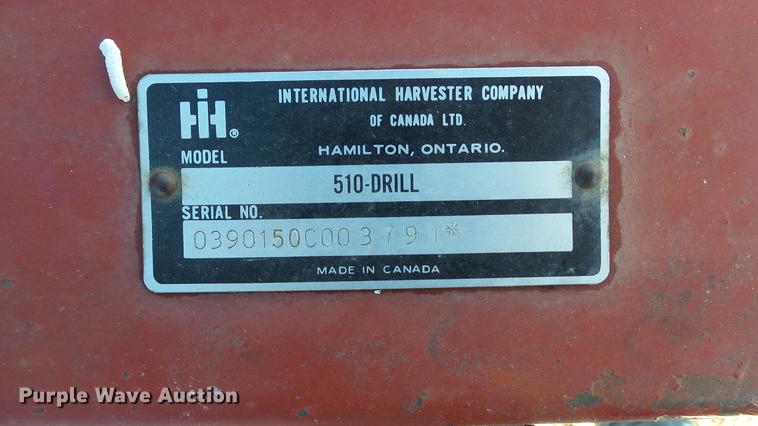 IH®
INTERNATIONAL HARVESTER COMPANY
OF CANADA LTD.
HAMILTON, ONTARIO.
MODEL
510-DRILL
SERIAL NO.
0390150C003791*
MADE IN CANADA
Purple Wave Auction